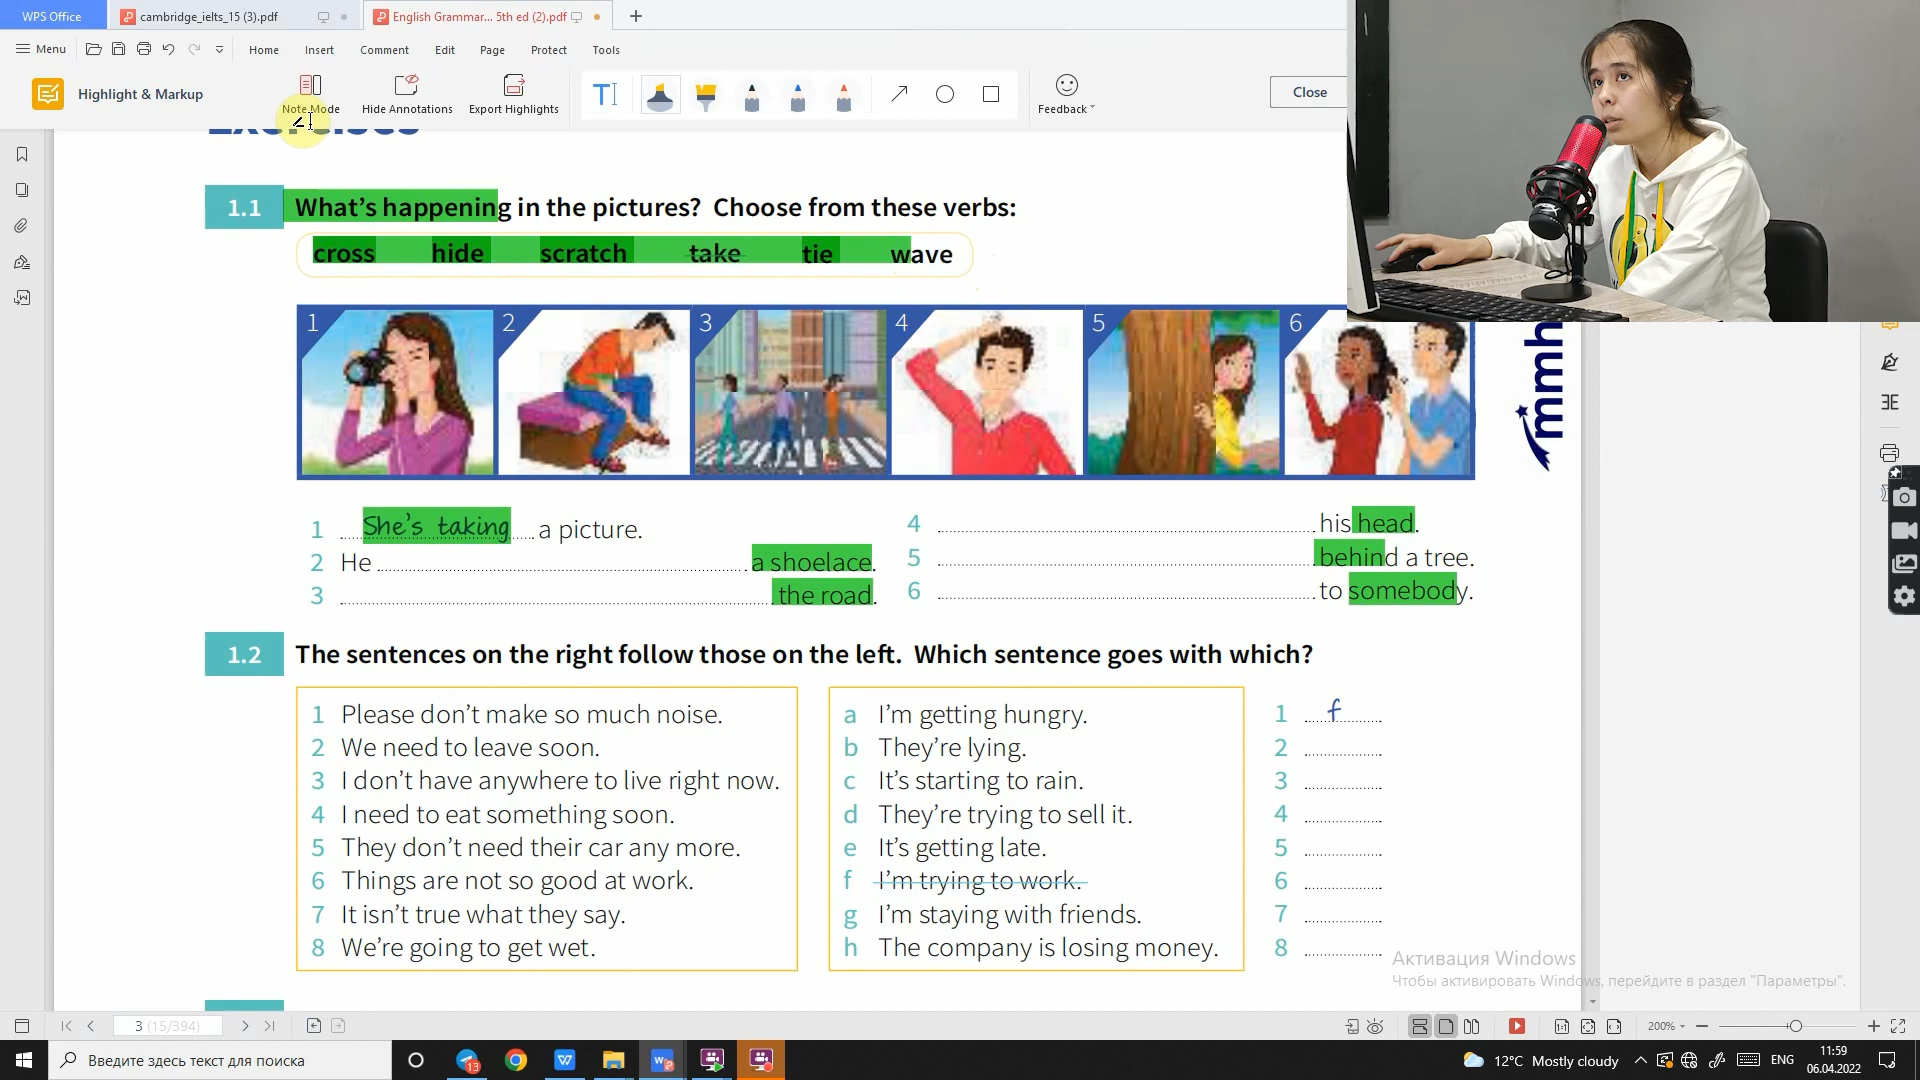 WPS Office
cambridge_ielts_15 (3).pdf
English Grammar... 5th ed (2).pdf
Menu
Home
Insert
Comment
Edit
Page
Protect
Tools
Highlight & Markup
Note Mode
Hide Annotations
Export Highlights
T
Feedback
Close
Exercises
1.1 What's happening in the pictures? Choose from these verbs:
cross hide scratch take tie wave
1 2 3 4 5 6
mmh
1 She's taking a picture.
2 He ........ a shoelace.
3 ........ the road.
4 ........ his head.
5 ........ behind a tree.
6 ........ to somebody.
1.2 The sentences on the right follow those on the left. Which sentence goes with which?
1 Please don't make so much noise.
2 We need to leave soon.
3 I don't have anywhere to live right now.
4 I need to eat something soon.
5 They don't need their car any more.
6 Things are not so good at work.
7 It isn't true what they say.
8 We're going to get wet.
a I'm getting hungry.
b They're lying.
c It's starting to rain.
d They're trying to sell it.
e It's getting late.
f I'm trying to work.
g I'm staying with friends.
h The company is losing money.
1 f
2
3
4
5
6
7
8
Активация Windows
Чтобы активировать Windows, перейдите в раздел "Параметры".
3 (15/394)
200%
Введите здесь текст для поиска
13
12°C Mostly cloudy
ENG
11:59
06.04.2022